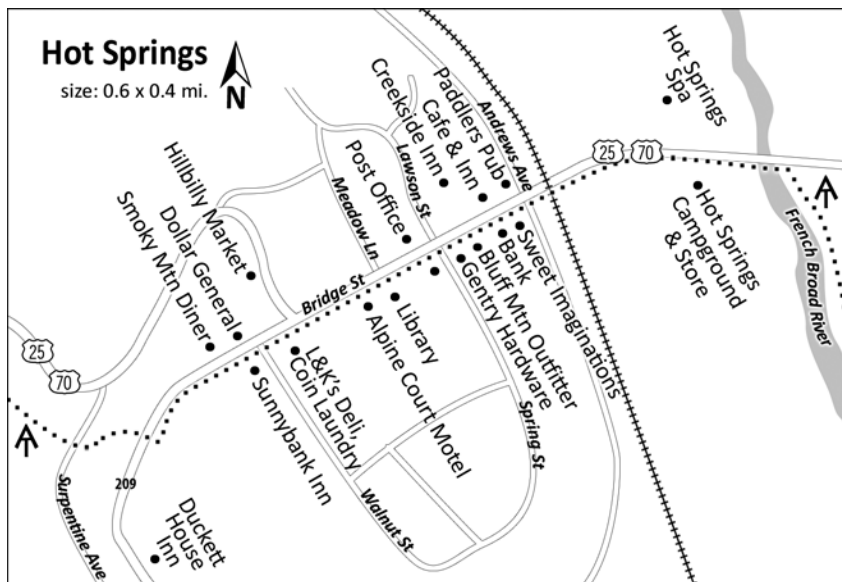 Hot Springs
size: 0.6 x 0.4 mi.
N
Hot Springs
Spa
Andrews Ave
Paddlers Pub
Cafe & Inn
Creekside Inn
Lawson St
Post Office
Meadow Ln
Hillbilly Market
Dollar General
Smoky Mtn Diner
25
70
Hot Springs
Campground
& Store
French Broad River
Bridge St
Sweet Imaginations
Bank
Bluff Mtn Outfitter
Gentry Hardware
Library
Alpine Court Motel
L&K's Deli,
Coin Laundry
Sunnybank Inn
25
70
Spring St
Walnut St
209
Surpentine Ave
Duckett
House
Inn